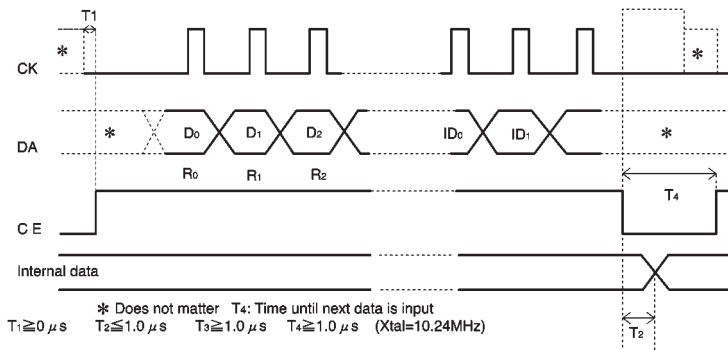 T1
*
CK
*
DA
*
D0
D1
D2
ID0
ID1
*
R0
R1
R2
T4
CE
Internal data
T2
* Does not matter T4: Time until next data is input
T1≧0 μs T2≦1.0 μs T3≧1.0 μs T4≧1.0 μs (Xtal=10.24MHz)